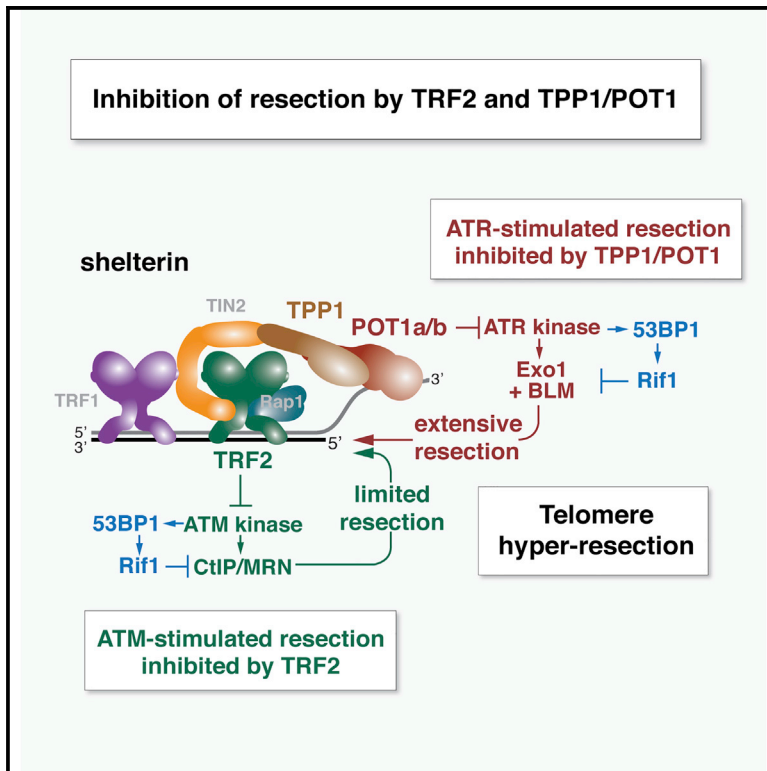 Inhibition of resection by TRF2 and TPP1/POT1
ATR-stimulated resection
inhibited by TPP1/POT1
shelterin
TIN2
TPP1
POT1a/b
ATR kinase
53BP1
Exo1
+ BLM
Rif1
TRF1
Rap1
3’
5’
3’
5’
extensive
resection
TRF2
limited
resection
53BP1
ATM kinase
Rif1
CtIP/MRN
Telomere
hyper-resection
ATM-stimulated resection
inhibited by TRF2